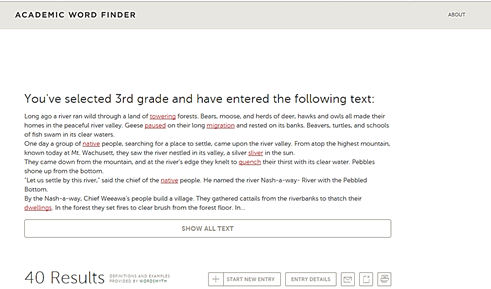 ACADEMIC WORD FINDER
ABOUT
You've selected 3rd grade and have entered the following text:
Long ago a river ran wild through a land of towering forests. Bears, moose, and herds of deer, hawks and owls all made their
homes in the peaceful river valley. Geese paused on their long migration and rested on its banks. Beavers, turtles, and schools
of fish swam in its clear waters.
One day a group of native people, searching for a place to settle, came upon the river valley. From atop the highest mountain,
known today at Mt. Wachusett, they saw the river nestled in its valley, a silver sliver in the sun.
They came down from the mountain, and at the river's edge they knelt to quench their thirst with its clear water. Pebbles
shone up from the bottom.
"Let us settle by this river," said the chief of the native people. He named the river Nash-a-way- River with the Pebbled
Bottom.
By the Nash-a-way, Chief Weeawa's people build a village. They gathered cattails from the riverbanks to thatch their
dwellings. In the forest they set fires to clear brush from the forest floor. In...
SHOW ALL TEXT
40 Results
DEFINITIONS AND EXAMPLES
PROVIDED BY WORDSMYTH
START NEW ENTRY
ENTRY DETAILS